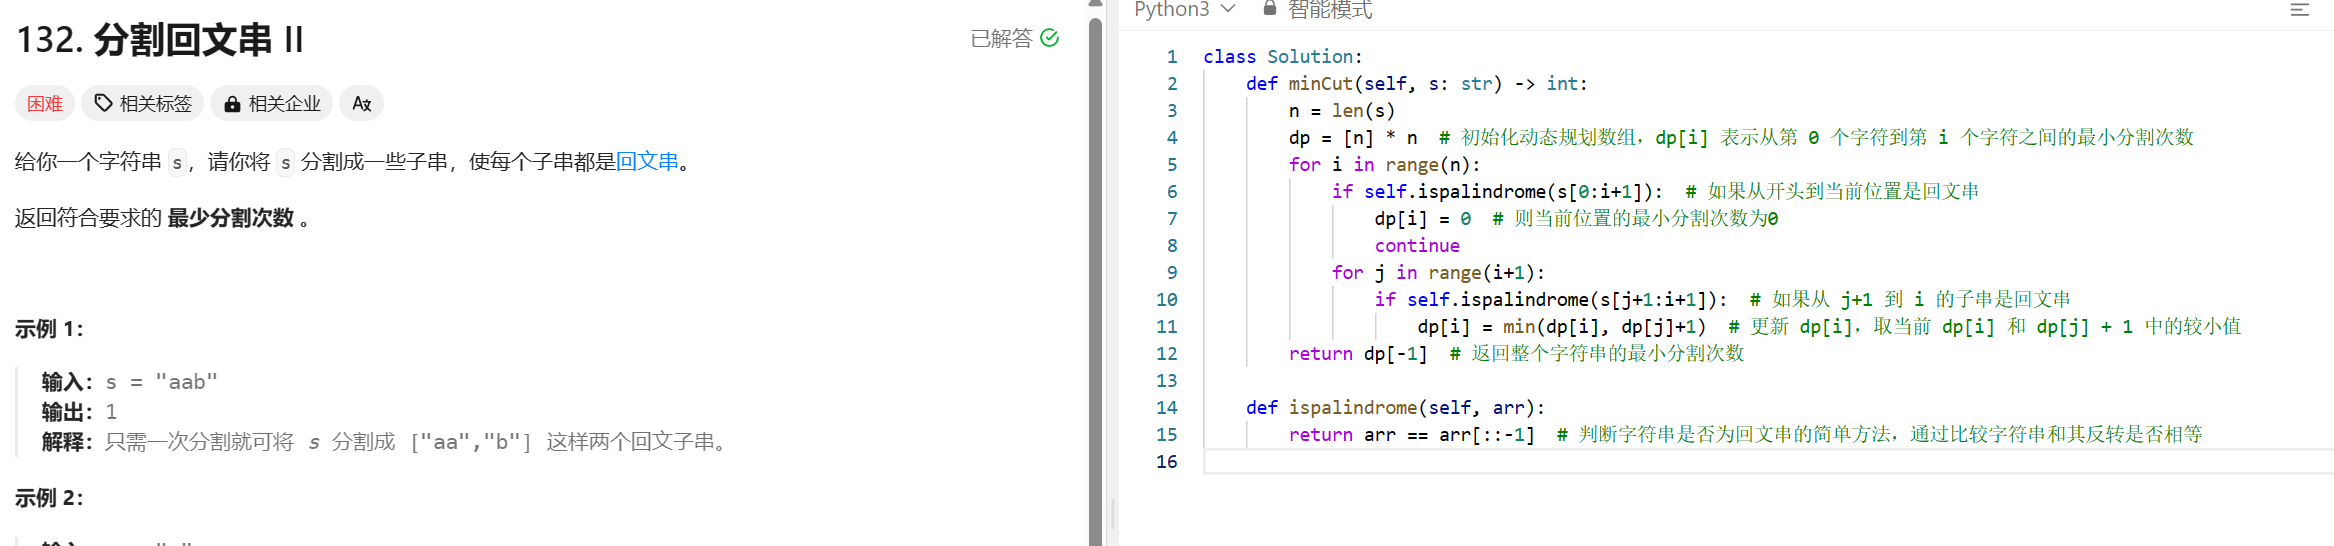 132. 分割回文串 II
已解答
困难 相关标签 相关企业
给你一个字符串 s，请你将 s 分割成一些子串，使每个子串都是回文串。
返回符合要求的 最少分割次数 。
示例 1：
输入：s = "aab"
输出：1
解释：只需一次分割就可将 s 分割成 ["aa","b"] 这样两个回文子串。
示例 2：
Python3 智能模式
1 class Solution:
2 def minCut(self, s: str) -> int:
3 n = len(s)
4 dp = [n] * n # 初始化动态规划数组，dp[i] 表示从第 0 个字符到第 i 个字符之间的最小分割次数
5 for i in range(n):
6 if self.ispalindrome(s[0:i+1]): # 如果从开头到当前位置是回文串
7 dp[i] = 0 # 则当前位置的最小分割次数为0
8 continue
9 for j in range(i+1):
10 if self.ispalindrome(s[j+1:i+1]): # 如果从 j+1 到 i 的子串是回文串
11 dp[i] = min(dp[i], dp[j]+1) # 更新 dp[i]，取当前 dp[i] 和 dp[j] + 1 中的较小值
12 return dp[-1] # 返回整个字符串的最小分割次数
13
14 def ispalindrome(self, arr):
15 return arr == arr[::-1] # 判断字符串是否为回文串的简单方法，通过比较字符串和其反转是否相等
16